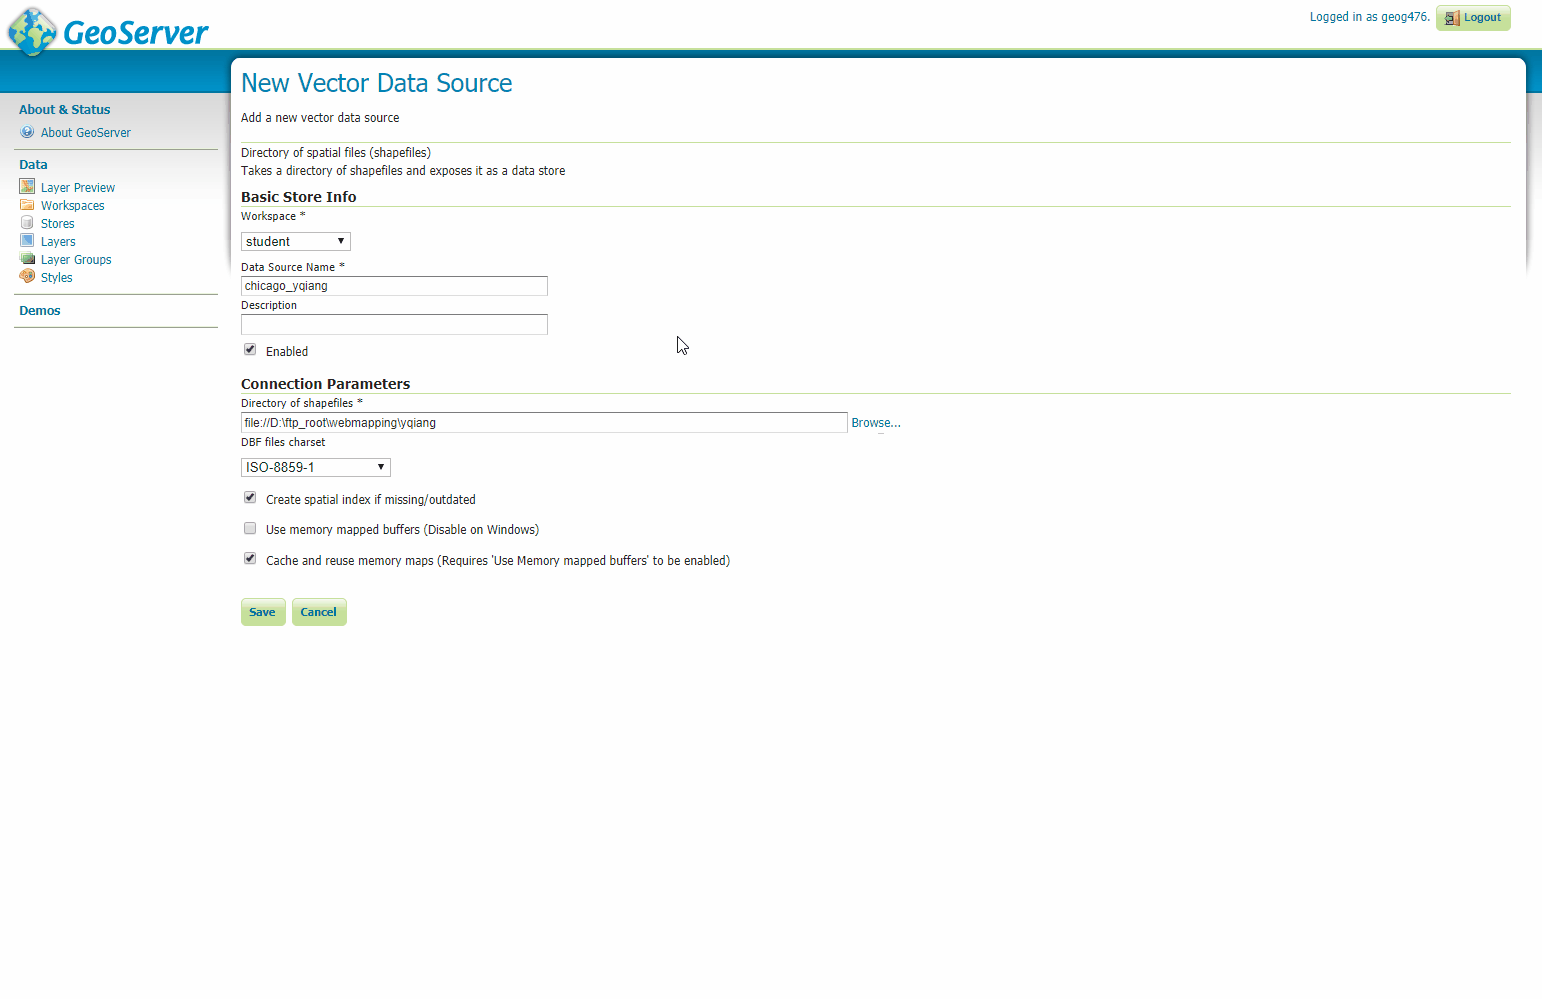 GeoServer
Logged in as geog476.
Logout
About & Status
About GeoServer
Data
Layer Preview
Workspaces
Stores
Layers
Layer Groups
Styles
Demos
New Vector Data Source
Add a new vector data source
Directory of spatial files (shapefiles)
Takes a directory of shapefiles and exposes it as a data store
Basic Store Info
Workspace *
student
Data Source Name *
chicago_yqiang
Description
Enabled
Connection Parameters
Directory of shapefiles *
file://D:\ftp_root\webmapping\yqiang Browse...
DBF files charset
ISO-8859-1
Create spatial index if missing/outdated
Use memory mapped buffers (Disable on Windows)
Cache and reuse memory maps (Requires 'Use Memory mapped buffers' to be enabled)
Save Cancel